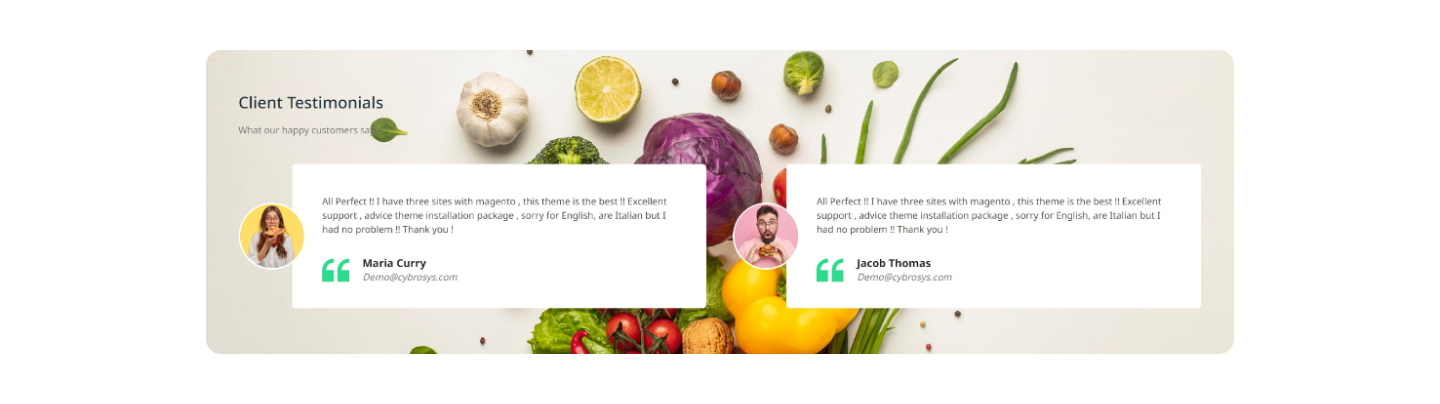 Client Testimonials
What our happy customers
All Perfect !! I have three sites with magento , this theme is the best !! Excellent
support , advice theme installation package , sorry for English, are Italian but I
had no problem !! Thank you !
Maria Curry
Demo@cybrosys.com
All Perfect !! I have three sites with magento , this theme is the best !! Excellent
support , advice theme installation package , sorry for English, are Italian but I
had no problem !! Thank you !
Jacob Thomas
Demo@cybrosys.com